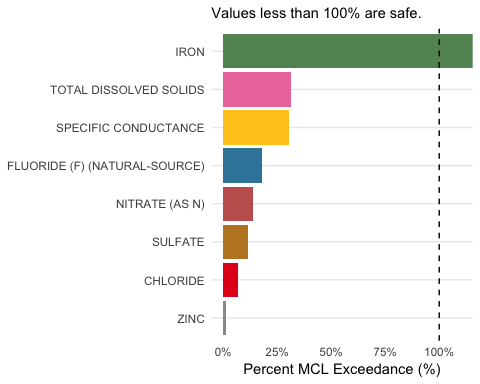 Values less than 100% are safe.
IRON
TOTAL DISSOLVED SOLIDS
SPECIFIC CONDUCTANCE
FLUORIDE (F) (NATURAL-SOURCE)
NITRATE (AS N)
SULFATE
CHLORIDE
ZINC
0% 25% 50% 75% 100%
Percent MCL Exceedance (%)